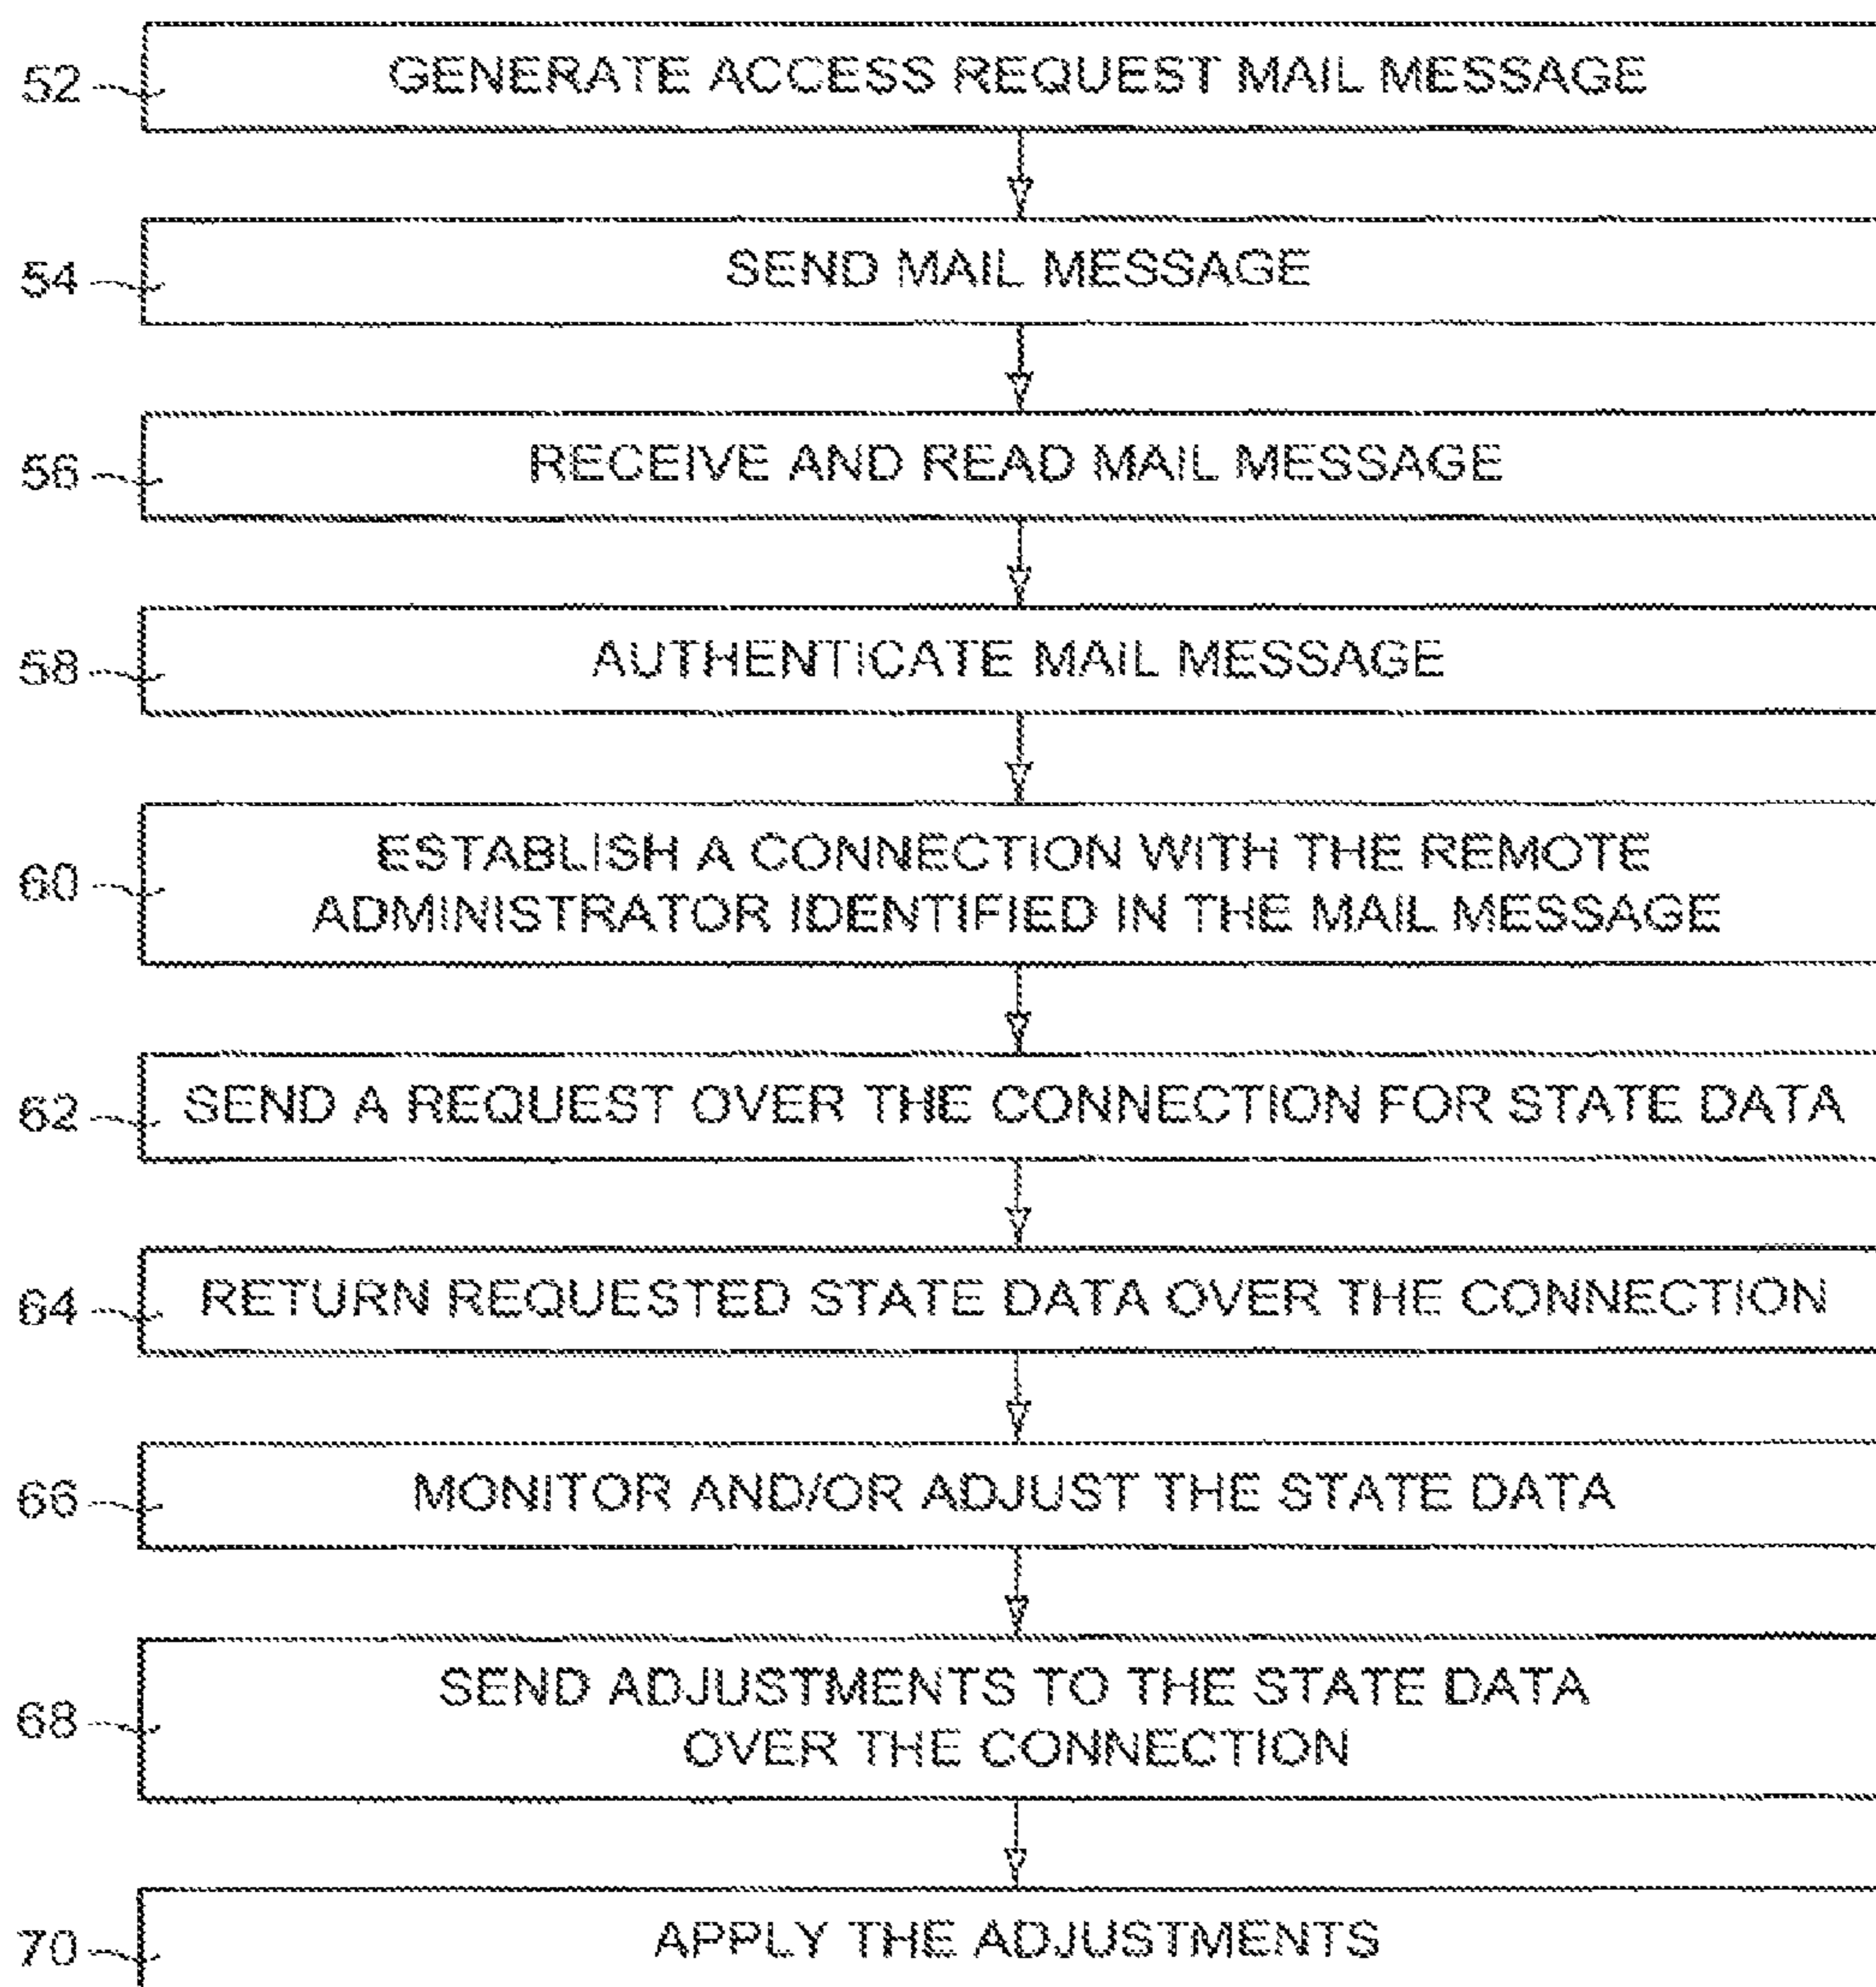 52 GENERATE ACCESS REQUEST MAIL MESSAGE
54 SEND MAIL MESSAGE
56 RECEIVE AND READ MAIL MESSAGE
58 AUTHENTICATE MAIL MESSAGE
60 ESTABLISH A CONNECTION WITH THE REMOTE
ADMINISTRATOR IDENTIFIED IN THE MAIL MESSAGE
62 SEND A REQUEST OVER THE CONNECTION FOR STATE DATA
64 RETURN REQUESTED STATE DATA OVER THE CONNECTION
66 MONITOR AND/OR ADJUST THE STATE DATA
68 SEND ADJUSTMENTS TO THE STATE DATA
OVER THE CONNECTION
70 APPLY THE ADJUSTMENTS